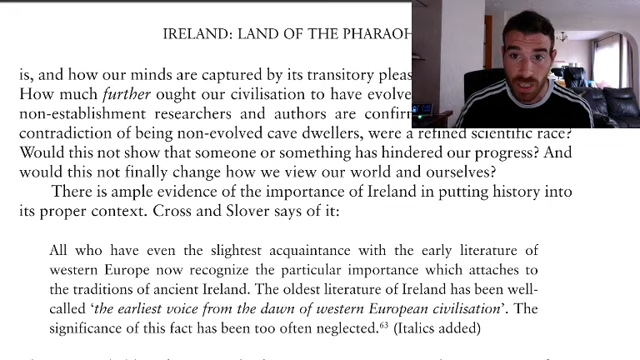 IRELAND: LAND OF THE PHARAOH
is, and how our minds are captured by its transitory pleas
How much further ought our civilisation to have evolve
non-establishment researchers and authors are confir
contradiction of being non-evolved cave dwellers, were a refined scientific race?
Would this not show that someone or something has hindered our progress? And
would this not finally change how we view our world and ourselves?
There is ample evidence of the importance of Ireland in putting history into
its proper context. Cross and Slover says of it:
All who have even the slightest acquaintance with the early literature of
western Europe now recognize the particular importance which attaches to
the traditions of ancient Ireland. The oldest literature of Ireland has been well-
called ‘the earliest voice from the dawn of western European civilisation’. The
significance of this fact has been too often neglected.⁶³ (Italics added)